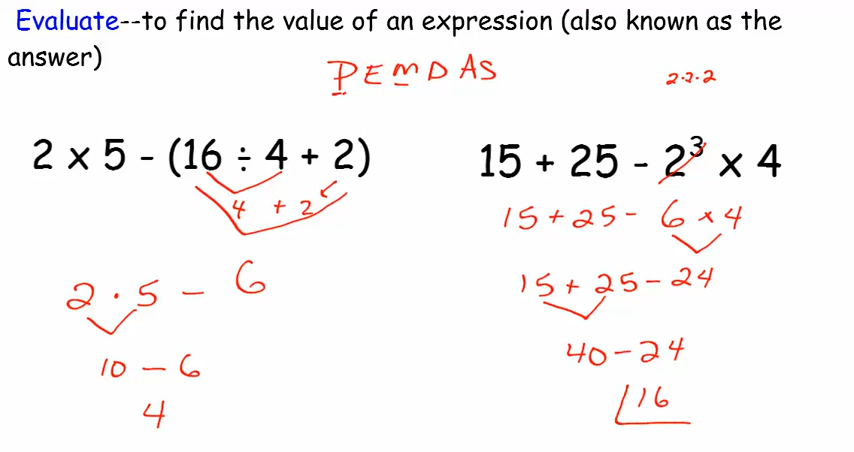 Evaluate--to find the value of an expression (also known as the
answer)
PEMDAS
2·2·2
2 x 5 - (16 ÷ 4 + 2)
4 + 2
2 · 5 - 6
10 - 6
4
15 + 25 - 2³ x 4
15 + 25 - 6 x 4
15 + 25 - 24
40 - 24
16